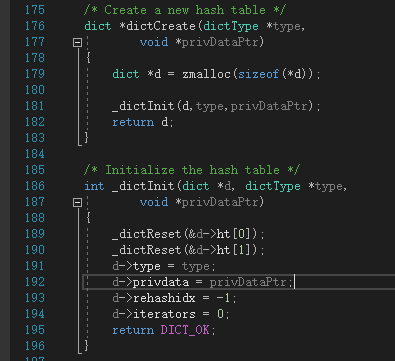 175 /* Create a new hash table */
176 dict *dictCreate(dictType *type,
177         void *privDataPtr)
178 {
179     dict *d = zmalloc(sizeof(*d));
180
181     _dictInit(d,type,privDataPtr);
182     return d;
183 }
184
185 /* Initialize the hash table */
186 int _dictInit(dict *d, dictType *type,
187         void *privDataPtr)
188 {
189     _dictReset(&d->ht[0]);
190     _dictReset(&d->ht[1]);
191     d->type = type;
192     d->privdata = privDataPtr;
193     d->rehashidx = -1;
194     d->iterators = 0;
195     return DICT_OK;
196 }